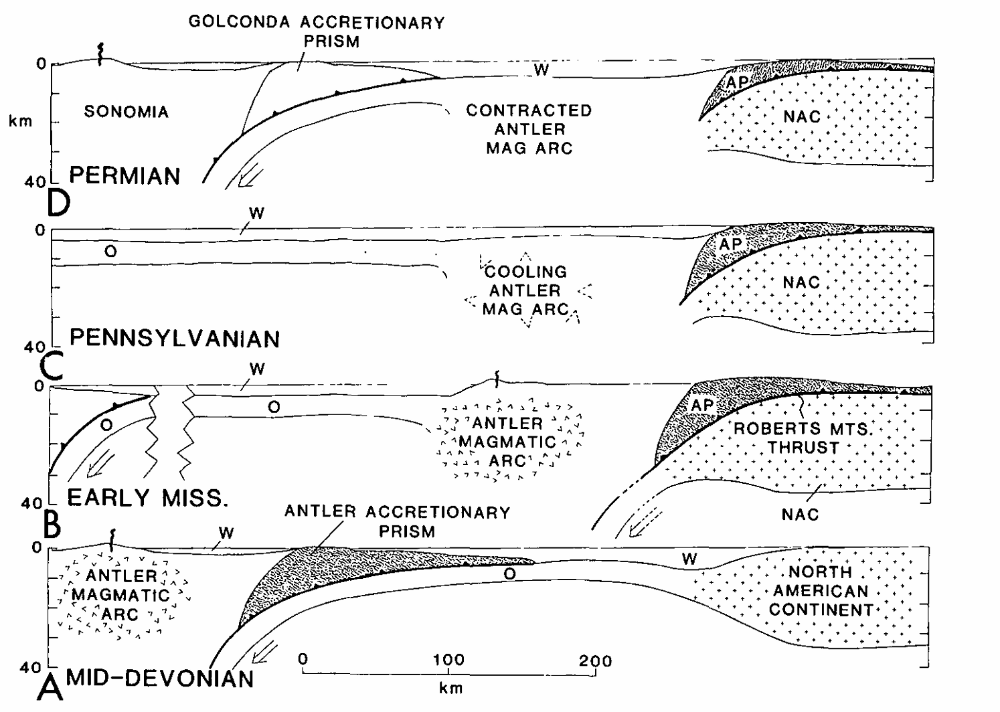 GOLCONDA ACCRETIONARY
PRISM
0
W
AP
SONOMIA
CONTRACTED
ANTLER
MAG ARC
NAC
km
40
PERMIAN
D
W
0
O
AP
COOLING
ANTLER
MAG ARC
NAC
40
PENNSYLVANIAN
C
W
0
O
O
ANTLER
MAGMATIC
ARC
AP
ROBERTS MTS.
THRUST
NAC
40
EARLY MISS.
B
ANTLER ACCRETIONARY
PRISM
W
0
ANTLER
MAGMATIC
ARC
O
W
NORTH
AMERICAN
CONTINENT
40
MID-DEVONIAN
A
0 100 200
km